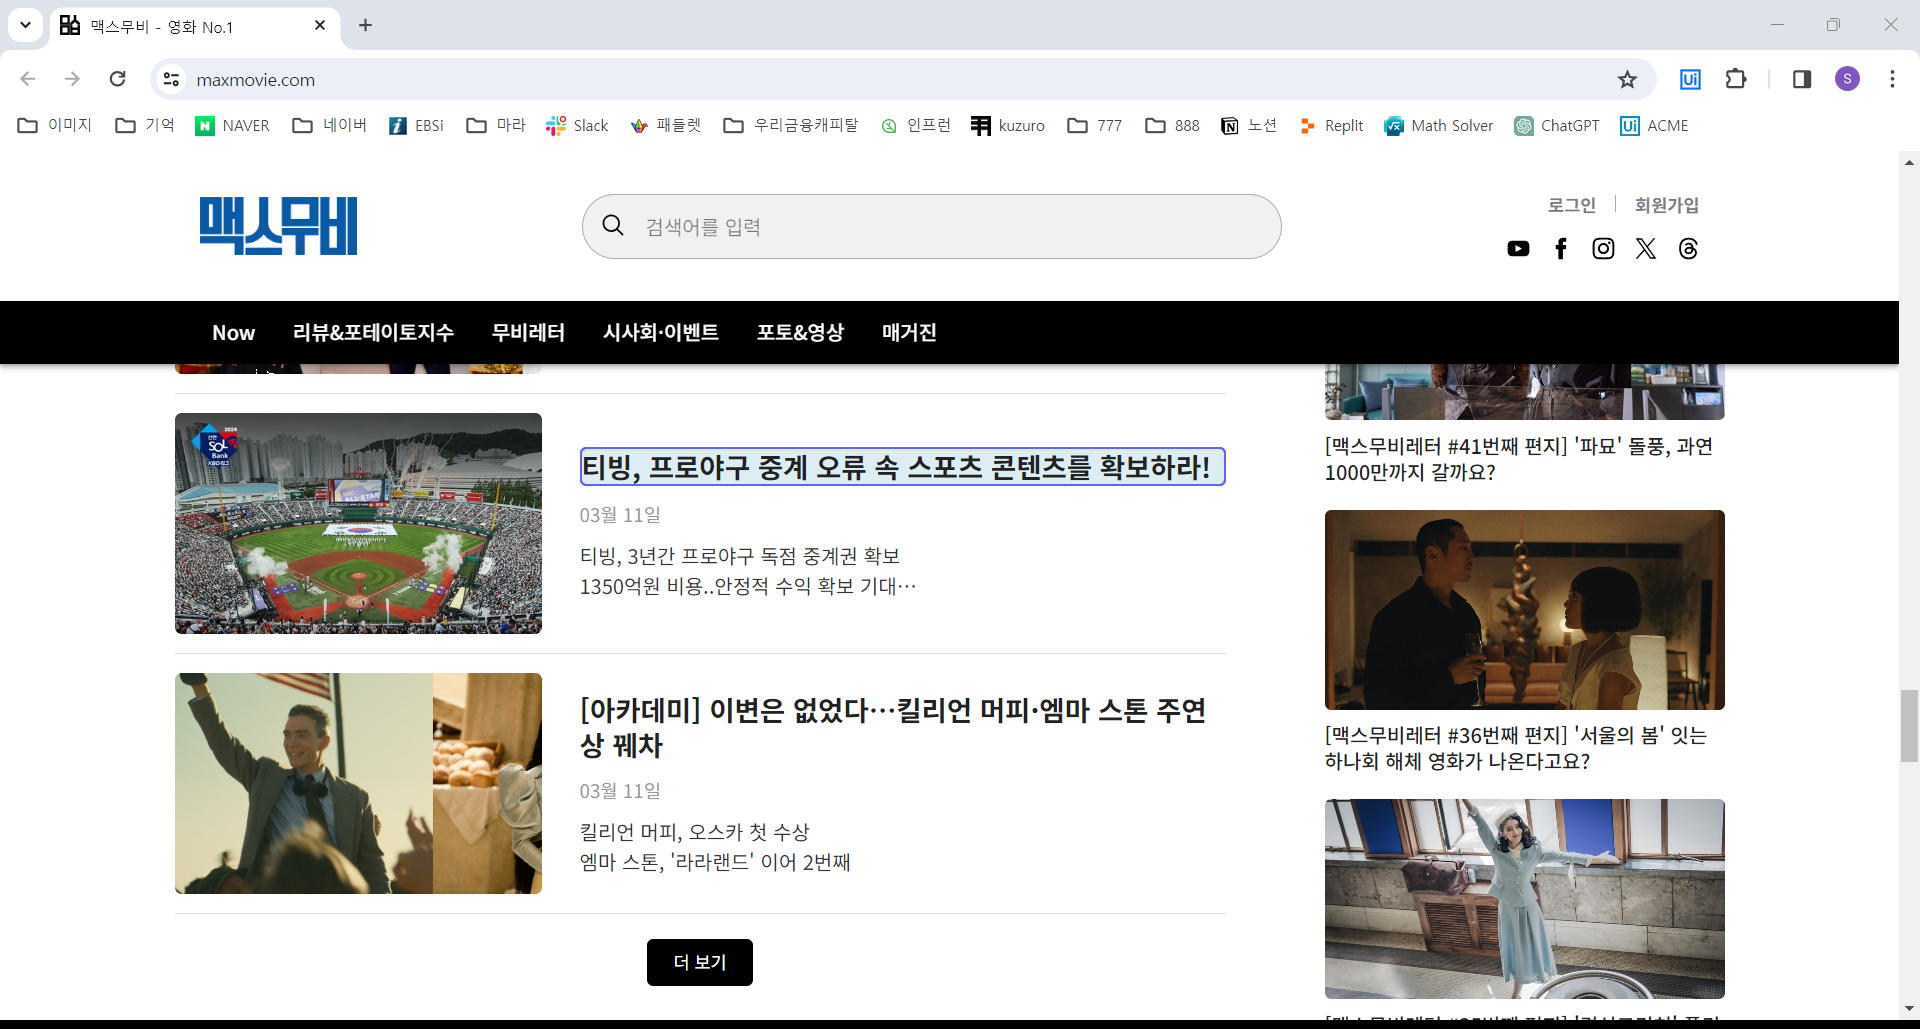 맥스무비 - 영화 No.1
maxmovie.com
S
이미지
기억
NAVER
네이버
EBSi
마라
Slack
패들렛
우리금융캐피탈
인프런
kuzuro
777
888
노션
Replit
Math Solver
ChatGPT
Ui ACME
맥스무비
검색어를 입력
로그인
회원가입
Now
리뷰&포테이토지수
무비레터
시사회·이벤트
포토&영상
매거진
2024
신한
SOL
Bank
KBO리그
티빙, 프로야구 중계 오류 속 스포츠 콘텐츠를 확보하라!
03월 11일
티빙, 3년간 프로야구 독점 중계권 확보
1350억원 비용..안정적 수익 확보 기대…
[아카데미] 이변은 없었다…킬리언 머피·엠마 스톤 주연
상 꿰차
03월 11일
킬리언 머피, 오스카 첫 수상
엠마 스톤, '라라랜드' 이어 2번째
더 보기
[맥스무비레터 #41번째 편지] '파묘' 돌풍, 과연
1000만까지 갈까요?
[맥스무비레터 #36번째 편지] '서울의 봄' 잇는
하나회 해체 영화가 나온다고요?